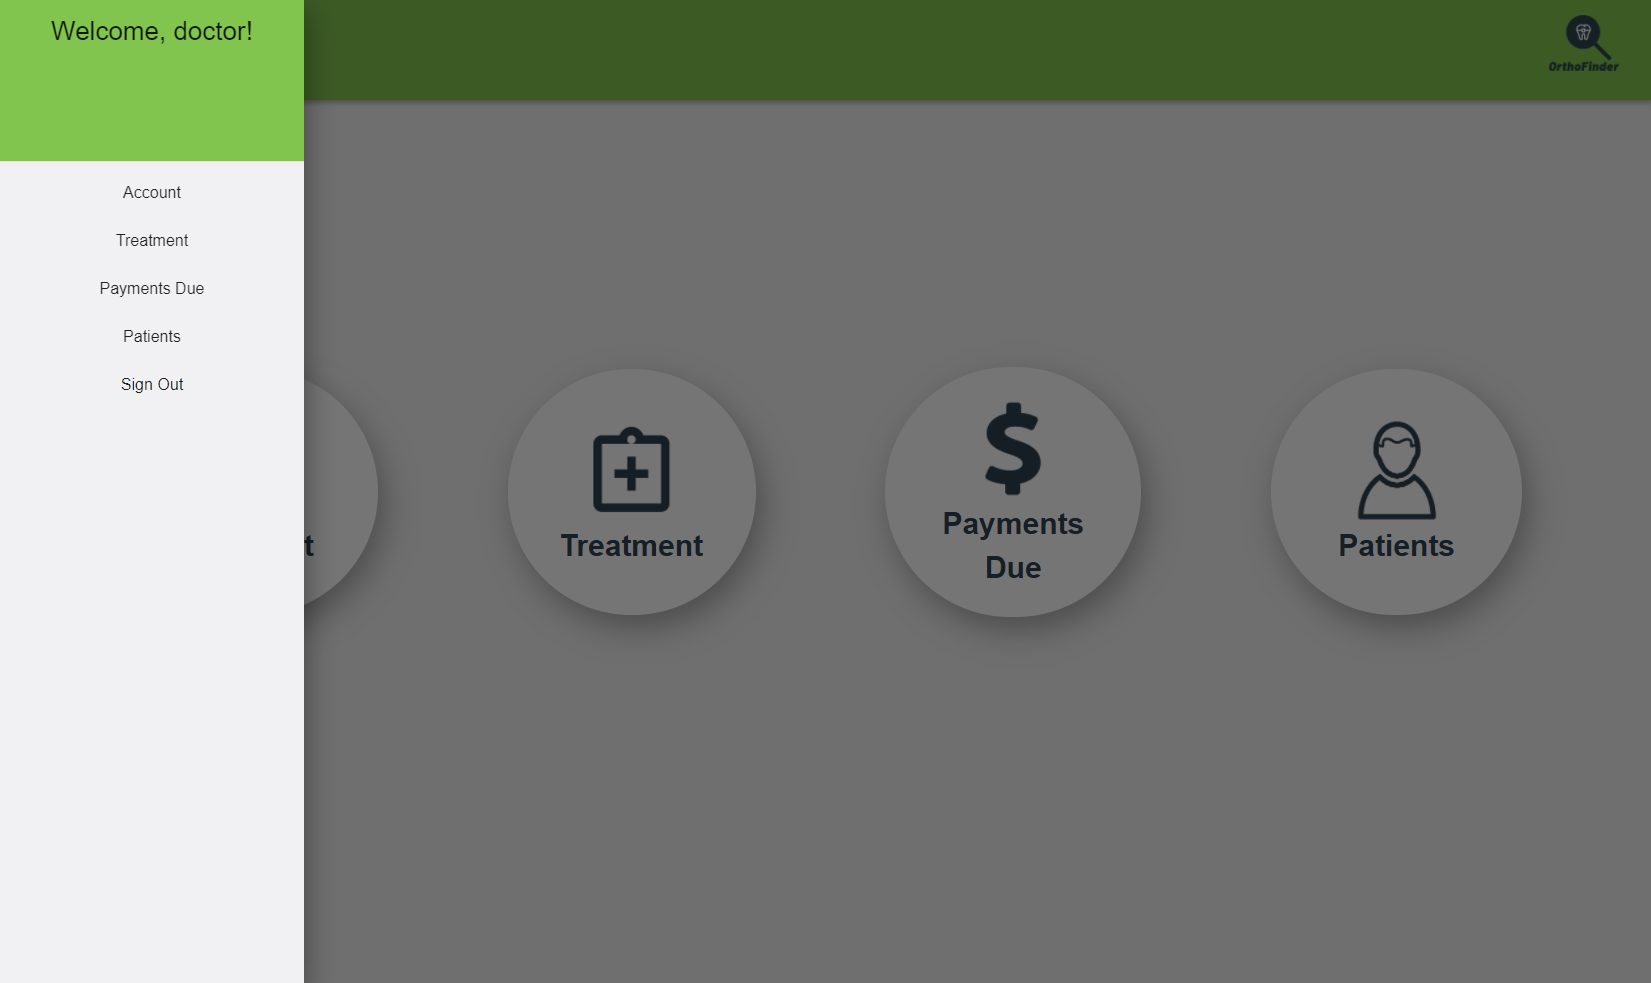 Welcome, doctor!
OrthoFinder
Account
Treatment
Payments Due
Patients
Sign Out
t
Treatment
Payments
Due
Patients